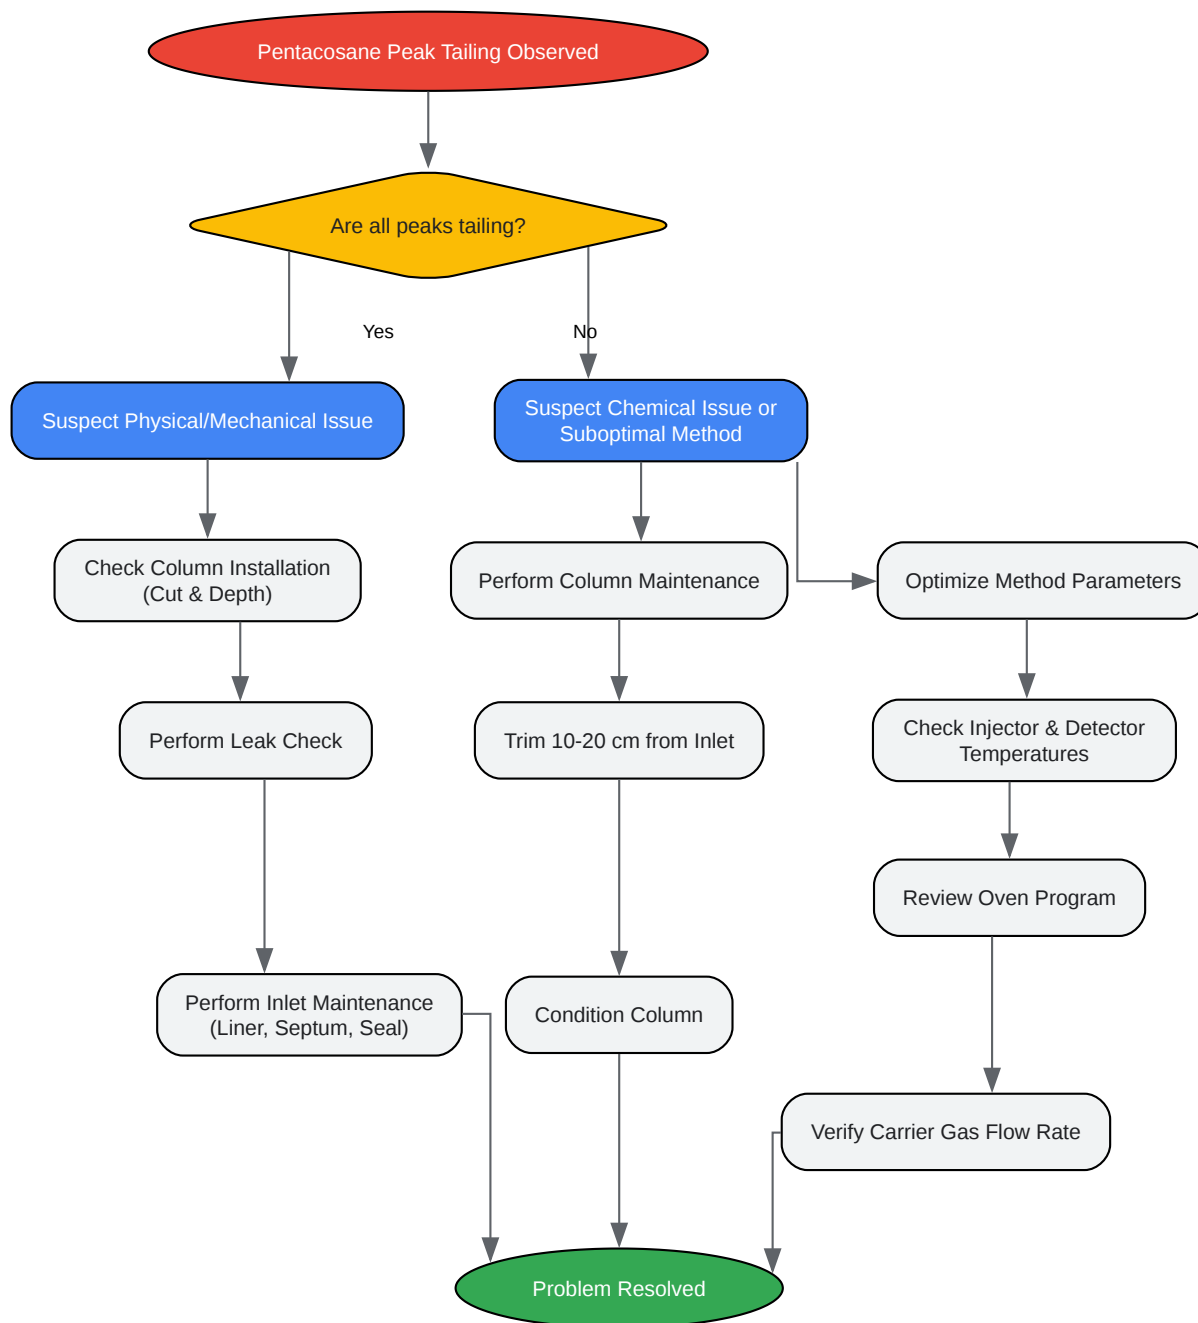 Pentacosane Peak Tailing Observed
Are all peaks tailing?
Yes
No
Suspect Physical/Mechanical Issue
Suspect Chemical Issue or
Suboptimal Method
Check Column Installation
(Cut & Depth)
Perform Column Maintenance
Optimize Method Parameters
Perform Leak Check
Trim 10-20 cm from Inlet
Check Injector & Detector
Temperatures
Review Oven Program
Perform Inlet Maintenance
(Liner, Septum, Seal)
Condition Column
Verify Carrier Gas Flow Rate
Problem Resolved